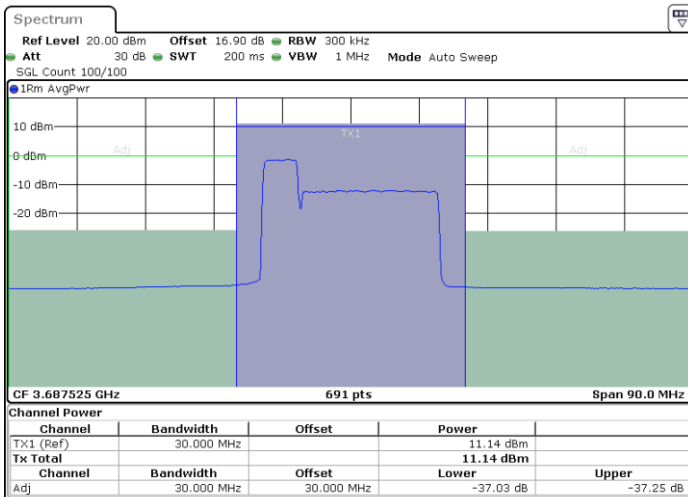 Spectrum
Ref Level 20.00 dBm Offset 16.90 dB RBW 300 kHz
Att 30 dB SWT 200 ms VBW 1 MHz Mode Auto Sweep
SGL Count 100/100
1Rm AvgPwr
TX1
10 dBm
Adj
Adj
0 dBm
-10 dBm
-20 dBm
CF 3.687525 GHz 691 pts Span 90.0 MHz
Channel Power
Channel Bandwidth Offset Power
TX1 (Ref) 30.000 MHz 11.14 dBm
Tx Total 11.14 dBm
Channel Bandwidth Offset Lower Upper
Adj 30.000 MHz 30.000 MHz -37.03 dB -37.25 dB